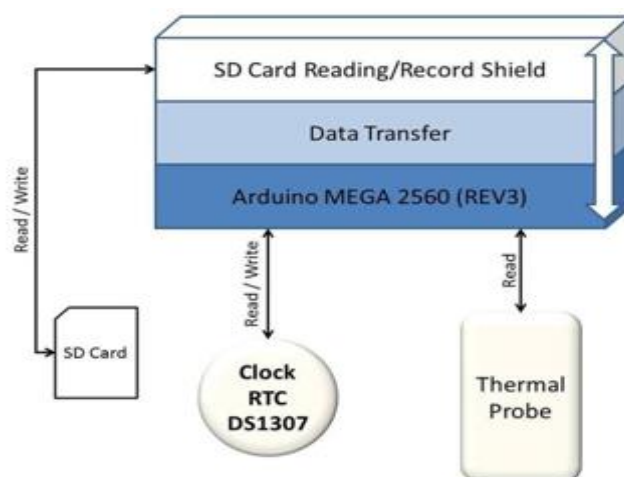 SD Card Reading/Record Shield
Data Transfer
Arduino MEGA 2560 (REV3)
Read / Write
Read / Write
Read
SD Card
Clock
RTC
DS1307
Thermal
Probe